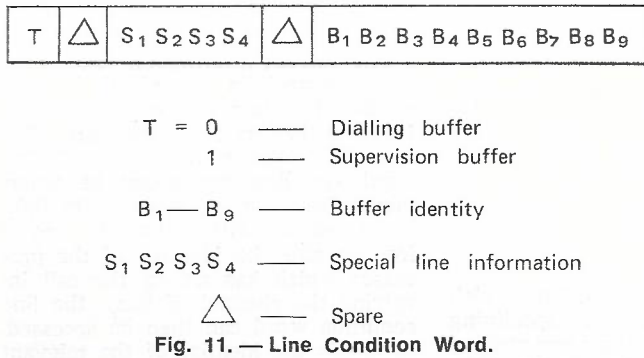 T △ S₁ S₂ S₃ S₄ △ B₁ B₂ B₃ B₄ B₅ B₆ B₇ B₈ B₉
T = 0 — Dialling buffer
1 — Supervision buffer
B₁ — B₉ — Buffer identity
S₁ S₂ S₃ S₄ — Special line information
△ — Spare
Fig. 11. — Line Condition Word.